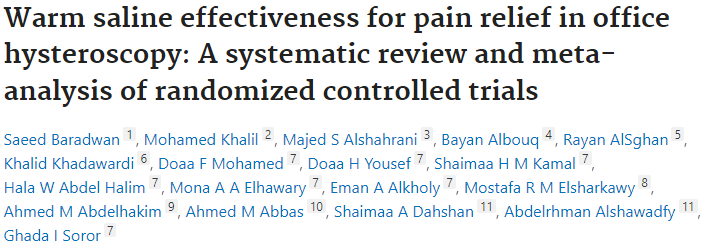 Warm saline effectiveness for pain relief in office
hysteroscopy: A systematic review and meta-
analysis of randomized controlled trials
Saeed Baradwan 1, Mohamed Khalil 2, Majed S Alshahrani 3, Bayan Albouq 4, Rayan AlSghan 5,
Khalid Khadawardi 6, Doaa F Mohamed 7, Doaa H Yousef 7, Shaimaa H M Kamal 7,
Hala W Abdel Halim 7, Mona A A Elhawary 7, Eman A Alkholy 7, Mostafa R M Elsharkawy 8,
Ahmed M Abdelhakim 9, Ahmed M Abbas 10, Shaimaa A Dahshan 11, Abdelrhman Alshawadfy 11,
Ghada I Soror 7